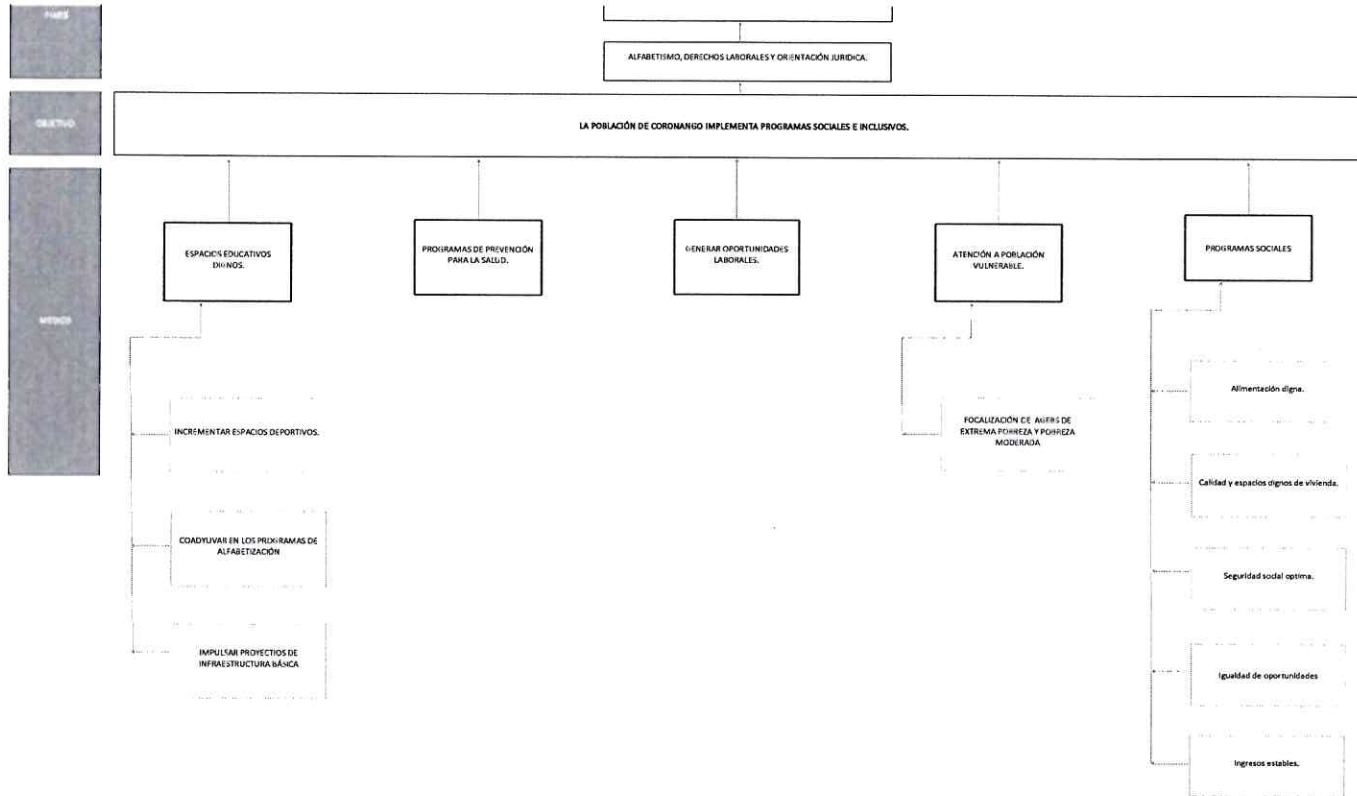 FINES
ALFABETISMO, DERECHOS LABORALES Y ORIENTACIÓN JURIDICA.
OBJETIVO
LA POBLACIÓN DE CORONANGO IMPLEMENTA PROGRAMAS SOCIALES E INCLUSIVOS.
MEDIOS
ESPACIOS EDUCATIVOS
DIGNOS.
PROGRAMAS DE PREVENCIÓN
PARA LA SALUD.
GENERAR OPORTUNIDADES
LABORALES.
ATENCIÓN A POBLACIÓN
VULNERABLE.
PROGRAMAS SOCIALES
INCREMENTAR ESPACIOS DEPORTIVOS.
COADYUVAR EN LOS PROGRAMAS DE
ALFABETIZACIÓN
IMPULSAR PROYECTIOS DE
INFRAESTRUCTURA BÁSICA
FOCALIZACIÓN DE AGEBS DE
EXTREMA POBREZA Y POBREZA
MODERADA
Alimentación digna.
Calidad y espacios dignos de vivienda.
Seguridad social optima.
Igualdad de oportunidades
Ingresos estables.